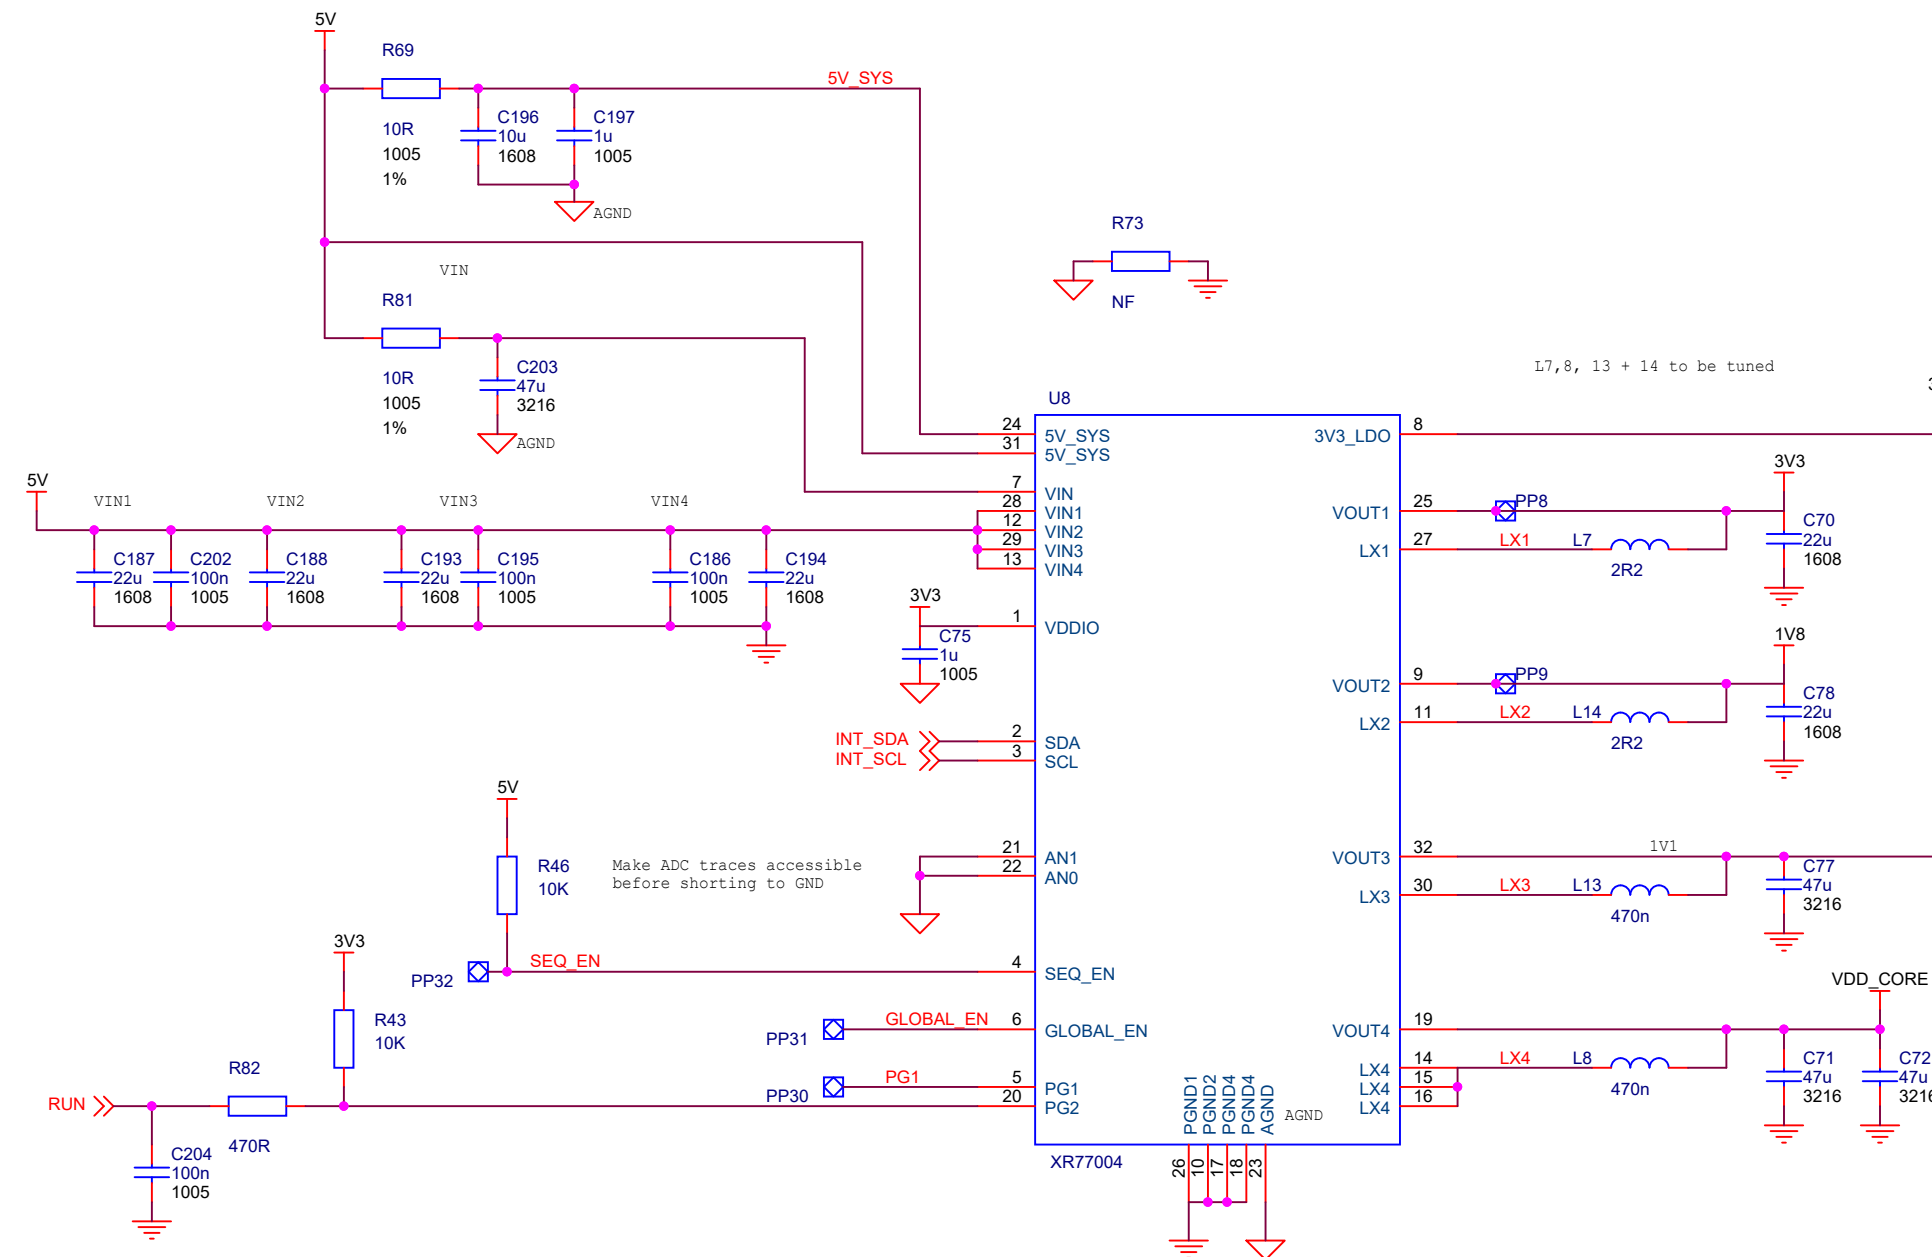 5V
R69
10R
1005
1%
C196
10u
1608
C197
1u
1005
5V_SYS
AGND
R73
NF
VIN
R81
10R
1005
1%
C203
47u
3216
AGND
L7,8, 13 + 14 to be tuned
3
5V
VIN1
VIN2
VIN3
VIN4
C187
22u
1608
C202
100n
1005
C188
22u
1608
C193
22u
1608
C195
100n
1005
C186
100n
1005
C194
22u
1608
3V3
C75
1u
1005
INT_SDA
INT_SCL
5V
R46
10K
Make ADC traces accessible
before shorting to GND
PP32
SEQ_EN
3V3
R43
10K
PP31
GLOBAL_EN
PP30
PG1
RUN
R82
470R
C204
100n
1005
U8
24 5V_SYS
31 5V_SYS
7 VIN
28 VIN1
12 VIN2
29 VIN3
13 VIN4
1 VDDIO
2 SDA
3 SCL
21 AN1
22 AN0
4 SEQ_EN
6 GLOBAL_EN
5 PG1
20 PG2
3V3_LDO 8
VOUT1 25
LX1 27
VOUT2 9
LX2 11
VOUT3 32
LX3 30
VOUT4 19
LX4 14
LX4 15
LX4 16
PGND1 26
PGND2 10
PGND4 17
PGND4 18
AGND 23
AGND
XR77004
PP8
LX1
L7
2R2
3V3
C70
22u
1608
PP9
LX2
L14
2R2
1V8
C78
22u
1608
1V1
LX3
L13
470n
C77
47u
3216
VDD_CORE
LX4
L8
470n
C71
47u
3216
C72
47u
3216